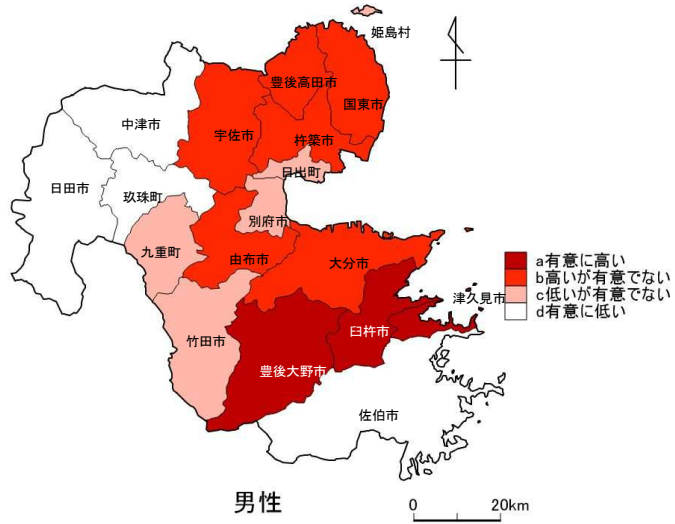 姫島村
豊後高田市
国東市
中津市
宇佐市
杵築市
日出町
日田市
玖珠町
別府市
九重町
由布市
大分市
a有意に高い
b高いが有意でない
c低いが有意でない
d有意に低い
津久見市
臼杵市
竹田市
豊後大野市
佐伯市
男性
0 20km